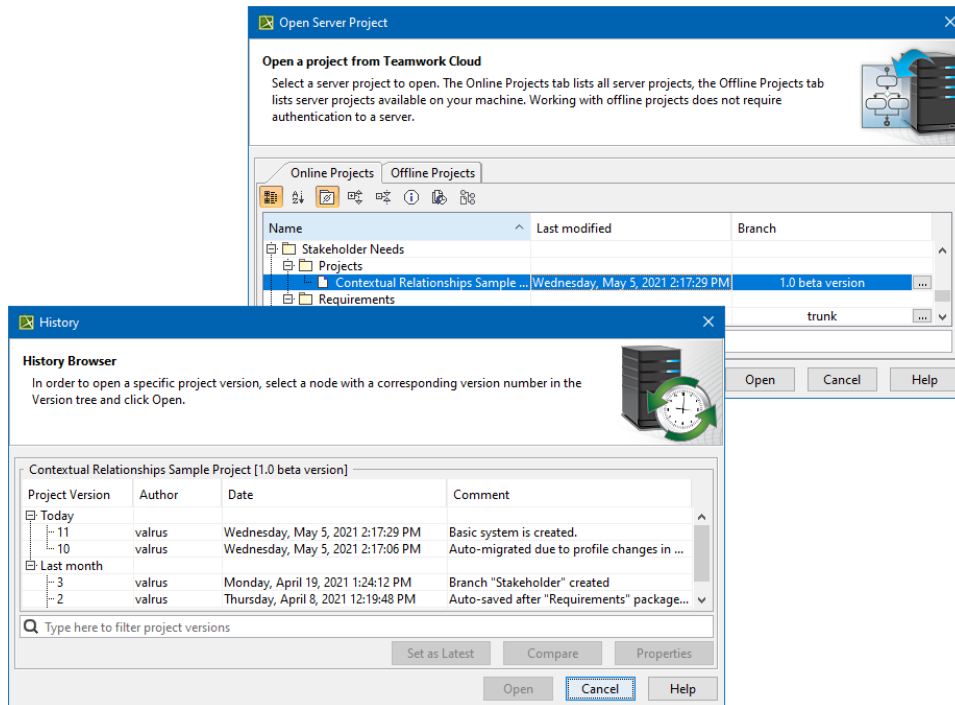 Open Server Project
Open a project from Teamwork Cloud
Select a server project to open. The Online Projects tab lists all server projects, the Offline Projects tab
lists server projects available on your machine. Working with offline projects does not require
authentication to a server.
Online Projects Offline Projects
Name Last modified Branch
Stakeholder Needs
Projects
Contextual Relationships Sample ... Wednesday, May 5, 2021 2:17:29 PM 1.0 beta version ...
Requirements
trunk ...
Open Cancel Help
History
History Browser
In order to open a specific project version, select a node with a corresponding version number in the
Version tree and click Open.
Contextual Relationships Sample Project [1.0 beta version]
Project Version Author Date Comment
Today
11 valrus Wednesday, May 5, 2021 2:17:29 PM Basic system is created.
10 valrus Wednesday, May 5, 2021 2:17:06 PM Auto-migrated due to profile changes in ...
Last month
3 valrus Monday, April 19, 2021 1:24:12 PM Branch "Stakeholder" created
2 valrus Thursday, April 8, 2021 12:19:48 PM Auto-saved after "Requirements" package...
Type here to filter project versions
Set as Latest Compare Properties
Open Cancel Help